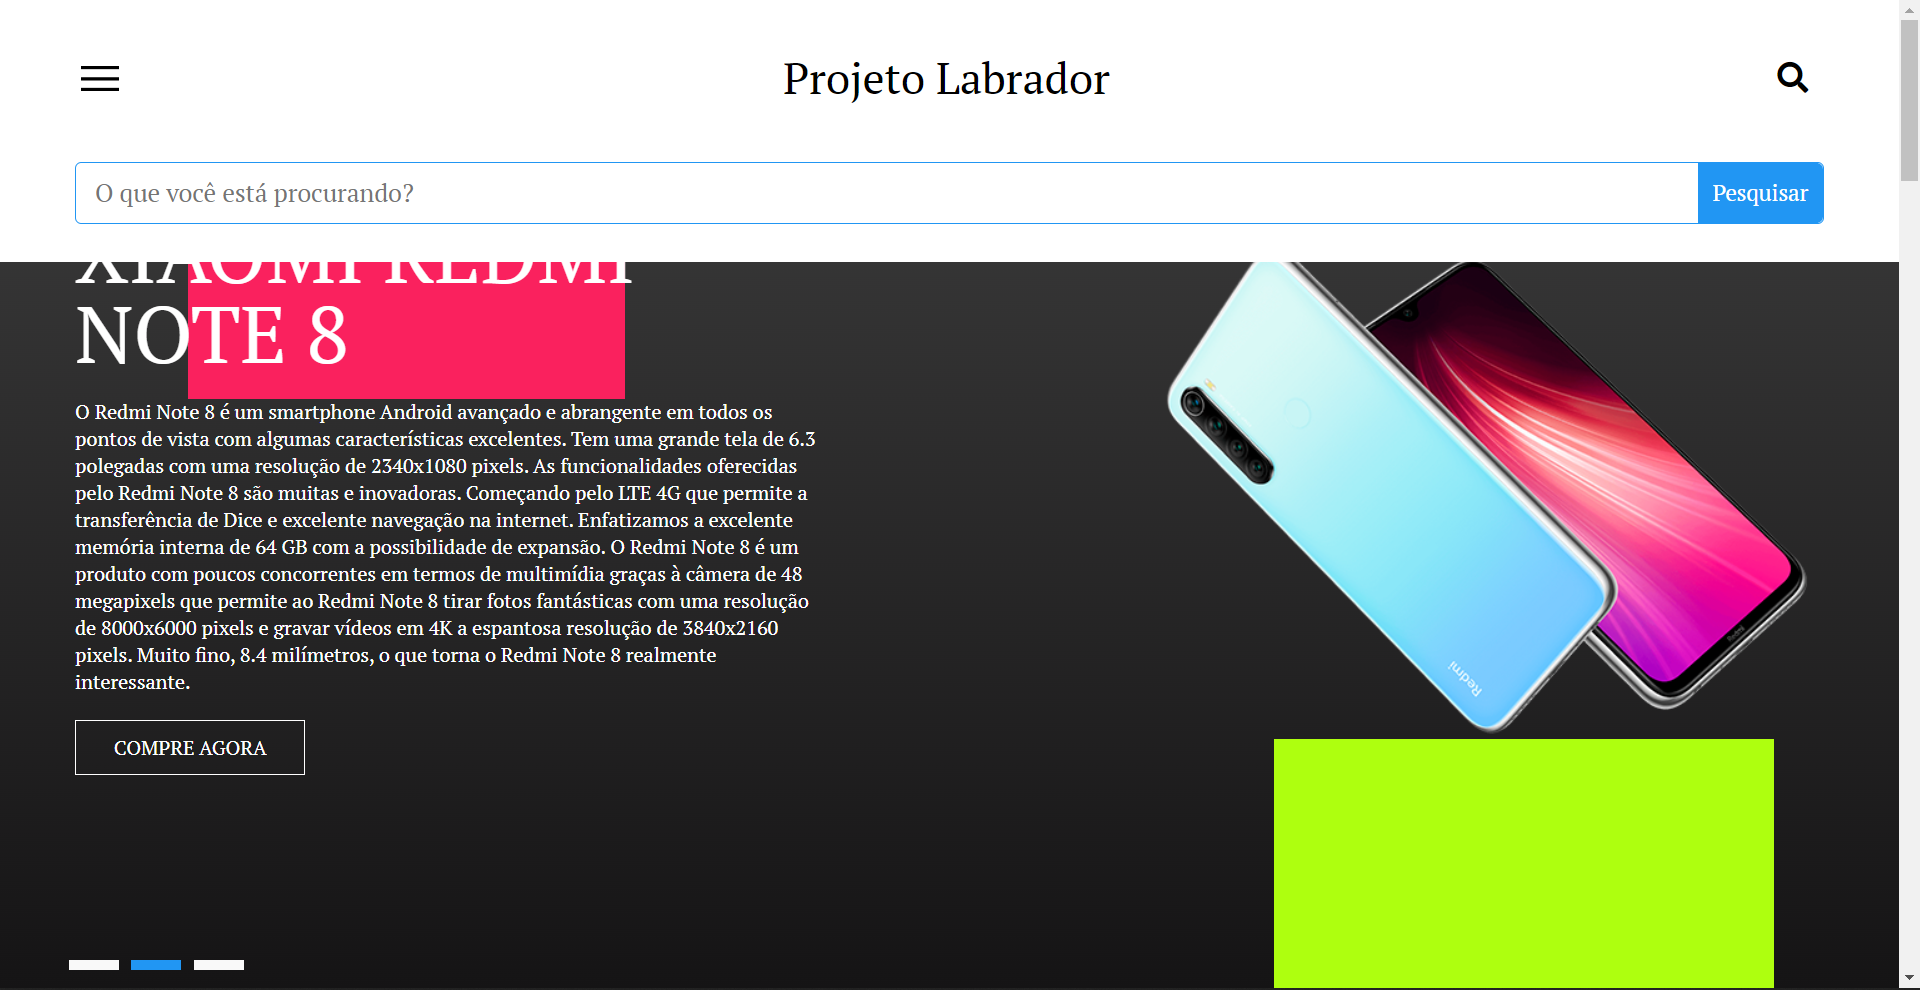 Projeto Labrador
O que você está procurando?
Pesquisar
XIAOMI REDMI
NOTE 8
O Redmi Note 8 é um smartphone Android avançado e abrangente em todos os
pontos de vista com algumas características excelentes. Tem uma grande tela de 6.3
polegadas com uma resolução de 2340x1080 pixels. As funcionalidades oferecidas
pelo Redmi Note 8 são muitas e inovadoras. Começando pelo LTE 4G que permite a
transferência de Dice e excelente navegação na internet. Enfatizamos a excelente
memória interna de 64 GB com a possibilidade de expansão. O Redmi Note 8 é um
produto com poucos concorrentes em termos de multimídia graças à câmera de 48
megapixels que permite ao Redmi Note 8 tirar fotos fantásticas com uma resolução
de 8000x6000 pixels e gravar vídeos em 4K a espantosa resolução de 3840x2160
pixels. Muito fino, 8.4 milímetros, o que torna o Redmi Note 8 realmente
interessante.
COMPRE AGORA
Redmi
Redmi